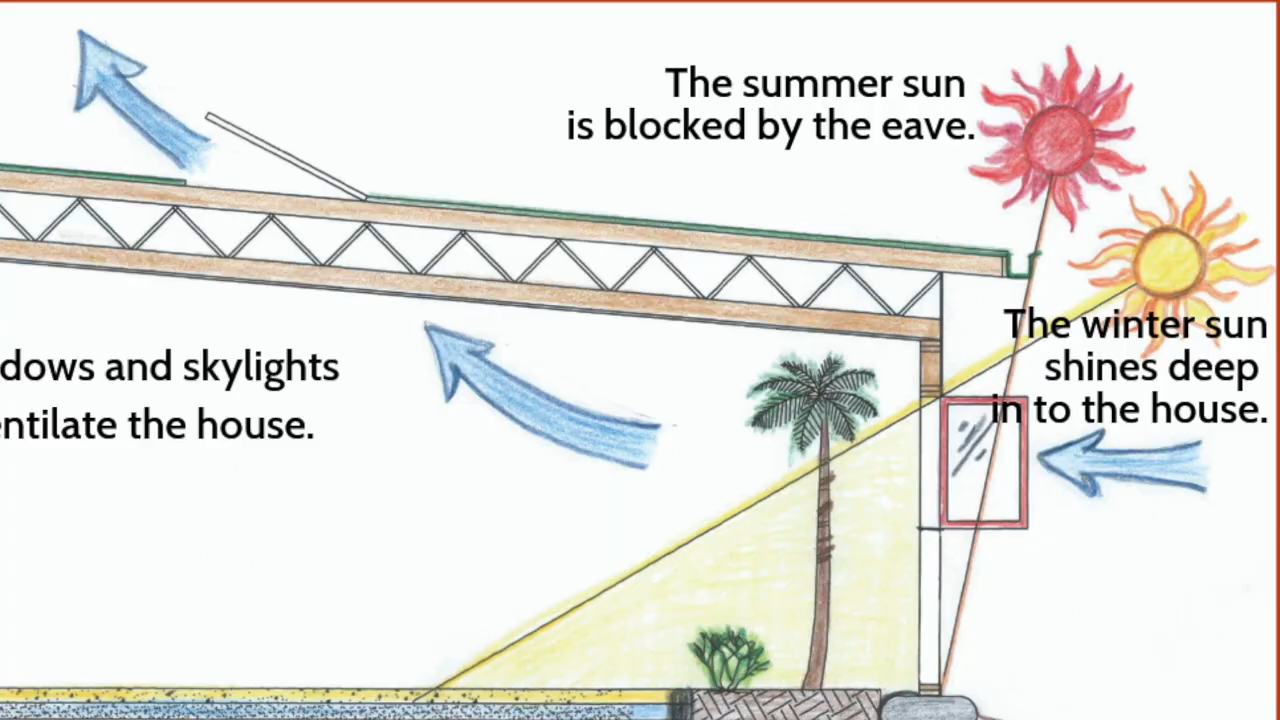 The summer sun
is blocked by the eave.
The winter sun
shines deep
in to the house.
dows and skylights
entilate the house.